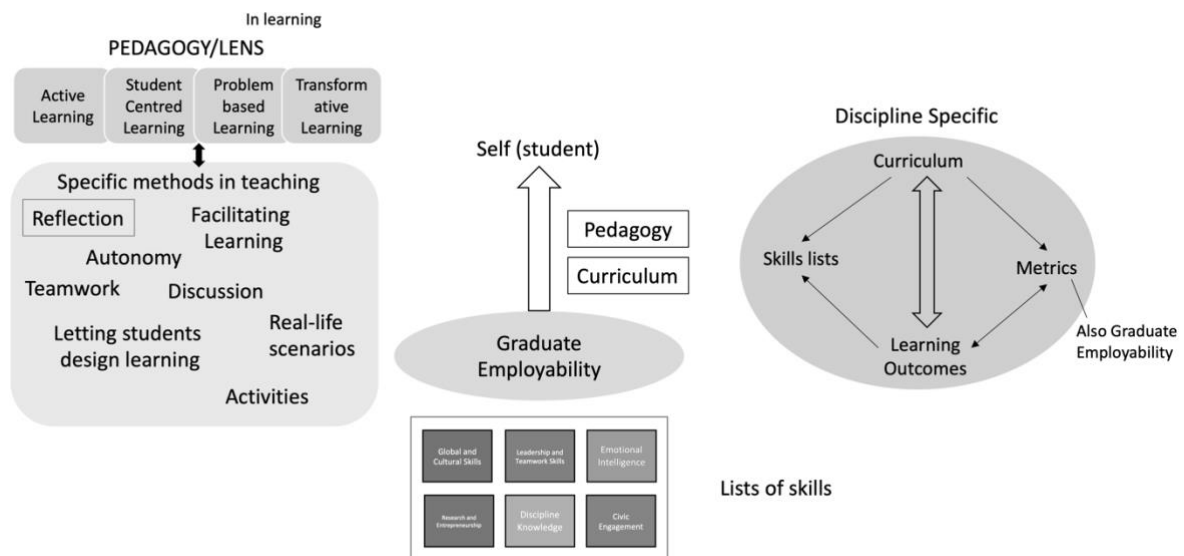 In learning
PEDAGOGY/LENS
Active
Learning
Student
Centred
Learning
Problem
based
Learning
Transform
ative
Learning
Specific methods in teaching
Reflection
Facilitating
Learning
Autonomy
Teamwork
Discussion
Letting students
design learning
Real-life
scenarios
Activities
Self (student)
Pedagogy
Curriculum
Graduate
Employability
Global and
Cultural Skills
Leadership and
Teamwork Skills
Emotional
Intelligence
Research and
Entrepreneurship
Discipline
Knowledge
Civic
Engagement
Lists of skills
Discipline Specific
Curriculum
Skills lists
Metrics
Learning
Outcomes
Also Graduate
Employability